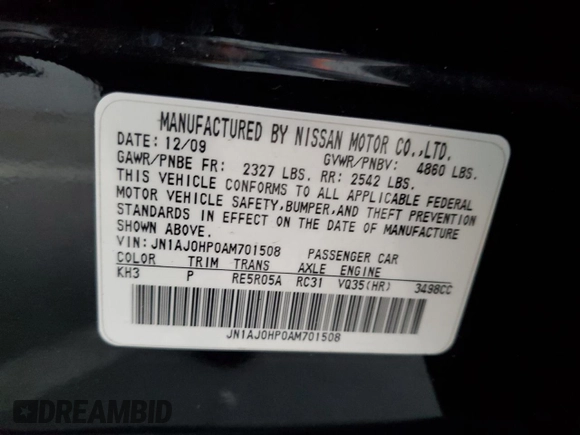 MANUFACTURED BY NISSAN MOTOR CO.,LTD.
DATE: 12/09 GVWR/PNBV: 4860 LBS.
GAWR/PNBE FR: 2327 LBS. RR: 2542 LBS.
THIS VEHICLE CONFORMS TO ALL APPLICABLE FEDERAL
MOTOR VEHICLE SAFETY,BUMPER,AND THEFT PREVENTION
STANDARDS IN EFFECT ON THE DATE OF MANUFACTURE
SHOWN ABOVE.
VIN: JN1AJ0HP0AM701508 PASSENGER CAR
COLOR TRIM TRANS AXLE ENGINE
KH3 P RE5R05A RC31 VQ35(HR) 3498CC
JN1AJ0HP0AM701508
DREAMBID